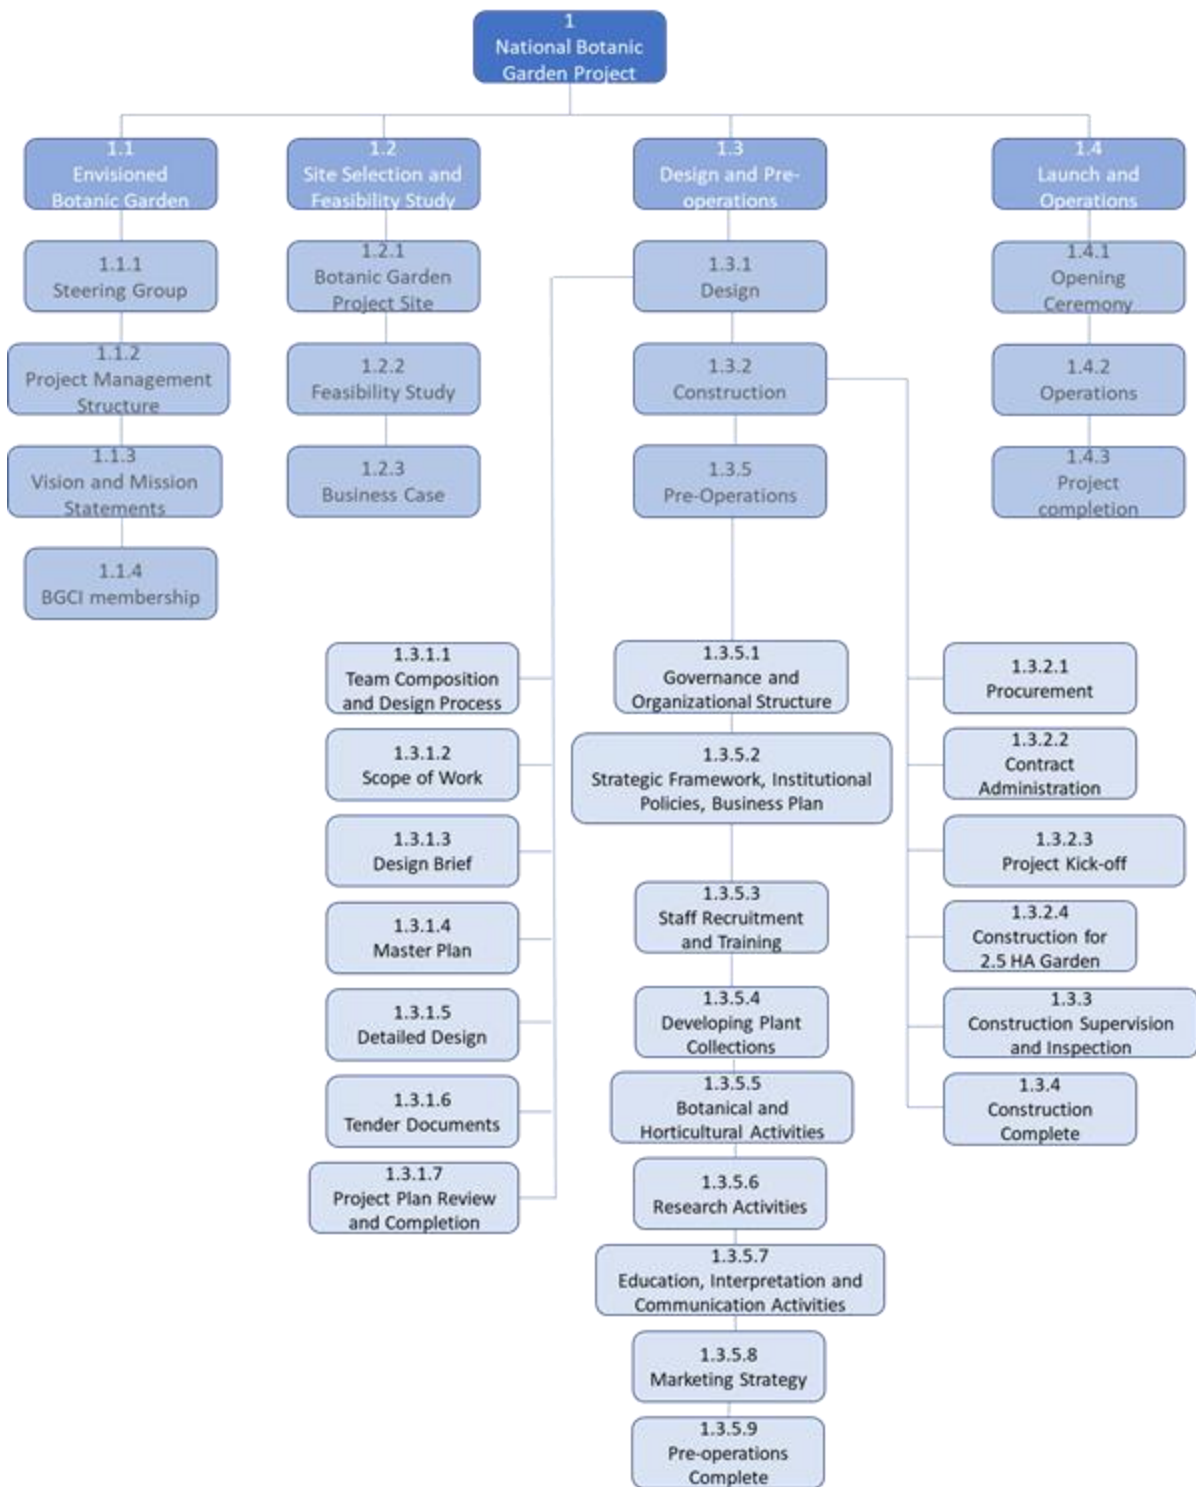 1
National Botanic
Garden Project
1.1
Envisioned
Botanic Garden
1.2
Site Selection and
Feasibility Study
1.3
Design and Pre-
operations
1.4
Launch and
Operations
1.1.1
Steering Group
1.2.1
Botanic Garden
Project Site
1.3.1
Design
1.4.1
Opening
Ceremony
1.1.2
Project Management
Structure
1.2.2
Feasibility Study
1.3.2
Construction
1.4.2
Operations
1.1.3
Vision and Mission
Statements
1.2.3
Business Case
1.3.5
Pre-Operations
1.4.3
Project
completion
1.1.4
BGCI membership
1.3.1.1
Team Composition
and Design Process
1.3.1.2
Scope of Work
1.3.1.3
Design Brief
1.3.1.4
Master Plan
1.3.1.5
Detailed Design
1.3.1.6
Tender Documents
1.3.1.7
Project Plan Review
and Completion
1.3.5.1
Governance and
Organizational Structure
1.3.5.2
Strategic Framework, Institutional
Policies, Business Plan
1.3.5.3
Staff Recruitment
and Training
1.3.5.4
Developing Plant
Collections
1.3.5.5
Botanical and
Horticultural Activities
1.3.5.6
Research Activities
1.3.5.7
Education, Interpretation and
Communication Activities
1.3.5.8
Marketing Strategy
1.3.5.9
Pre-operations
Complete
1.3.2.1
Procurement
1.3.2.2
Contract
Administration
1.3.2.3
Project Kick-off
1.3.2.4
Construction for
2.5 HA Garden
1.3.3
Construction Supervision
and Inspection
1.3.4
Construction
Complete